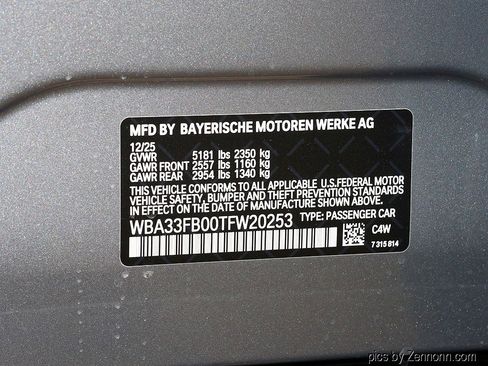 MFD BY BAYERISCHE MOTOREN WERKE AG
12/25
GVWR 5181 lbs 2350 kg
GAWR FRONT 2557 lbs 1160 kg
GAWR REAR 2954 lbs 1340 kg
THIS VEHICLE CONFORMS TO ALL APPLICABLE U.S.FEDERAL MOTOR
VEHICLE SAFETY, BUMPER AND THEFT PREVENTION STANDARDS
IN EFFECT ON THE DATE OF MANUFACTURE SHOWN ABOVE.
WBA33FB00TFW20253 TYPE: PASSENGER CAR
C4W
7 315 814
pics by Zennonn.com